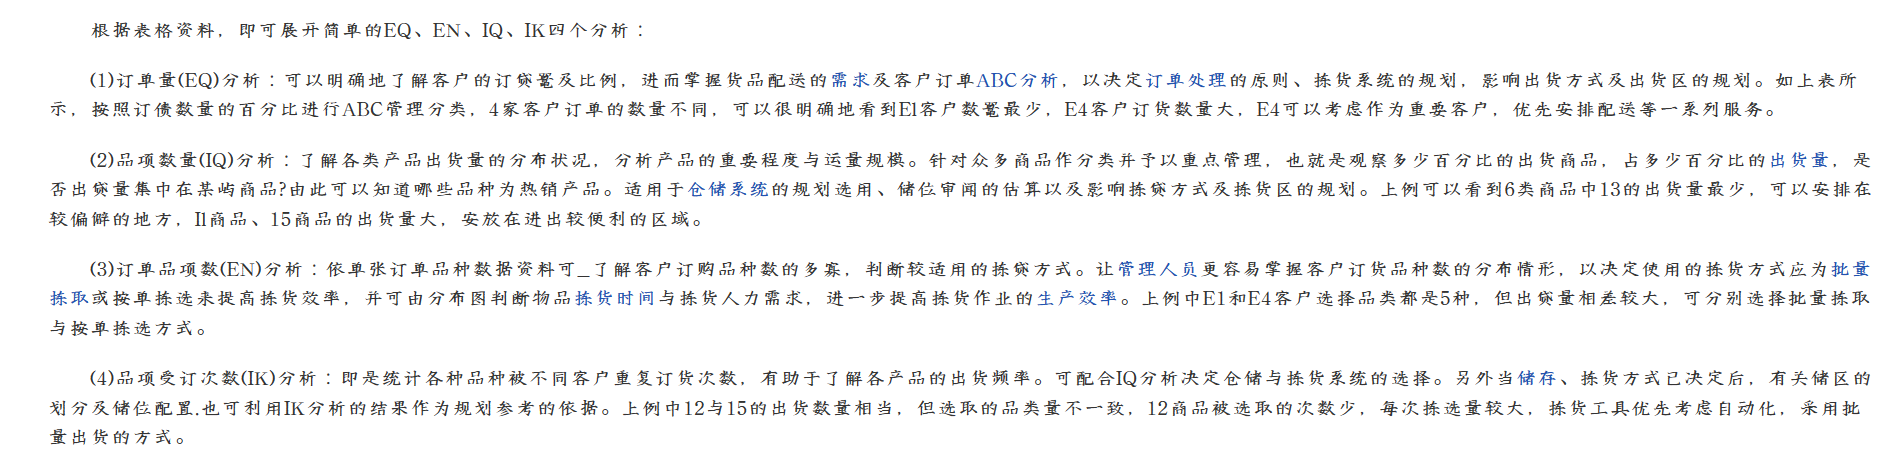 根据表格资料，即可展开简单的EQ、EN、IQ、IK四个分析：
(1)订单量(EQ)分析：可以明确地了解客户的订贷鬘及比例，进而掌握货品配送的需求及客户订单ABC分析，以决定订单处理的原则、拣货系统的规划，影响出货方式及出货区的规划。如上表所
示，按照订债数量的百分比进行ABC管理分类，4家客户订单的数量不同，可以很明确地看到El客户数鬘最少，E4客户订货数量大，E4可以考虑作为重要客户，优先安排配送等一系列服务。
(2)品项数量(IQ)分析：了解各类产品出货量的分布状况，分析产品的重要程度与运量规模。针对众多商品作分类并予以重点管理，也就是观察多少百分比的出货商品，占多少百分比的出货量，是
否出贷量集中在某屿商品?由此可以知道哪些品种为热销产品。适用于仓储系统的规划选用、储位审闻的估算以及影响拣贷方式及拣货区的规划。上例可以看到6类商品中13的出货量最少，可以安排在
较偏僻的地方，Il商品、15商品的出货量大，安放在进出较便利的区域。
(3)订单品项数(EN)分析：依单张订单品种数据资料可_了解客户订购品种数的多寡，判断较适用的拣贷方式。让管理人员更容易掌握客户订货品种数的分布情形，以决定使用的拣货方式应为批量
拣取或按单拣选来提高拣货效率，并可由分布图判断物品拣货时间与拣货人力需求，进一步提高拣货作业的生产效率。上例中E1和E4客户选择品类都是5种，但出贷量相差较大，可分别选择批量拣取
与按单拣选方式。
(4)品项受订次数(IK)分析：即是统计各种品种被不同客户重复订货次数，有助于了解各产品的出货频率。可配合IQ分析决定仓储与拣货系统的选择。另外当储存、拣货方式已决定后，有关储区的
划分及储位配置.也可利用IK分析的结果作为规划参考的依据。上例中12与15的出货数量相当，但选取的品类量不一致，12商品被选取的次数少，每次拣选量较大，拣货工具优先考虑自动化，采用批
量出货的方式。